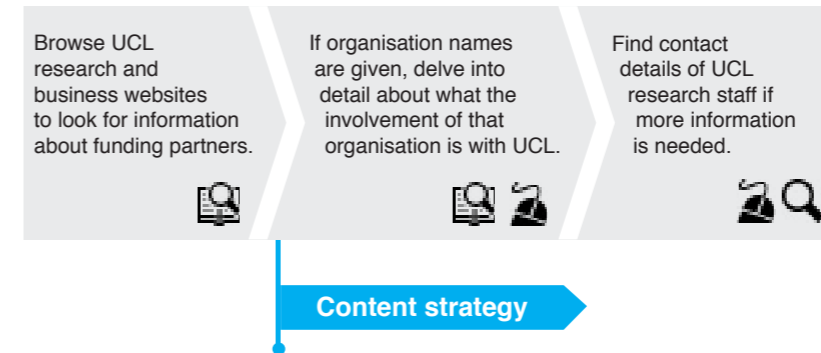 Browse UCL
research and
business websites
to look for information
about funding partners.
If organisation names
are given, delve into
detail about what the
involvement of that
organisation is with UCL.
Find contact
details of UCL
research staff if
more information
is needed.
Content strategy